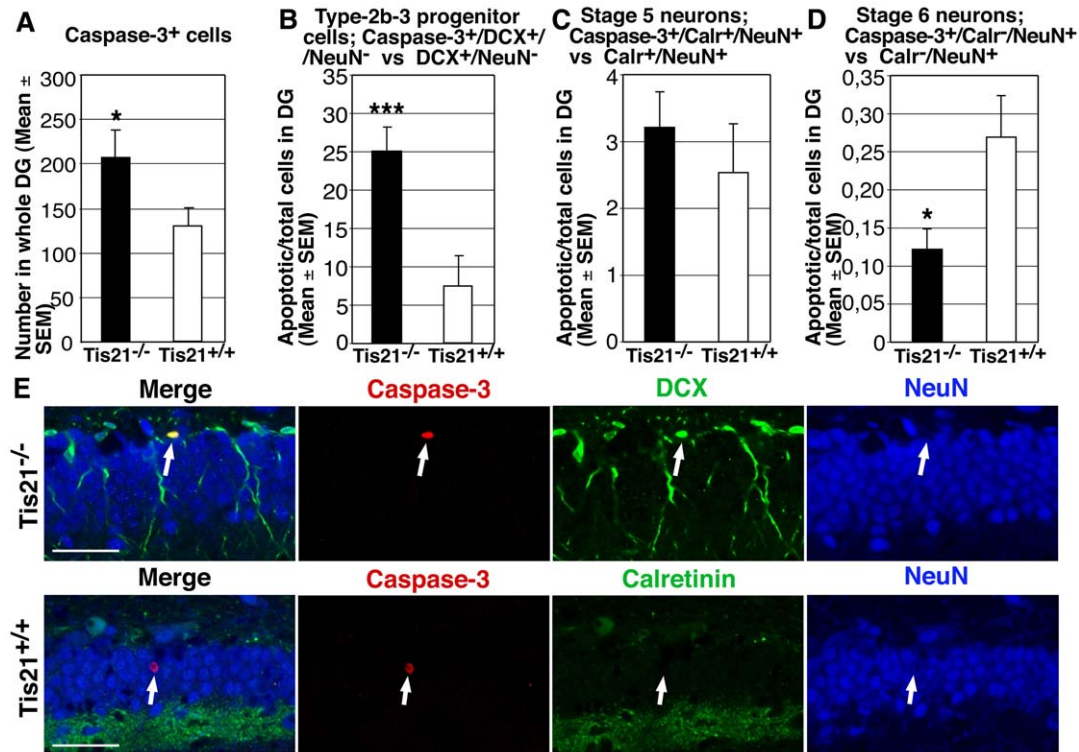 A
Caspase-3⁺ cells
Number in whole DG (Mean ±
SEM)
300
250
200
150
100
50
0
*
Tis21⁻/⁻ Tis21⁺/⁺
B
Type-2b-3 progenitor
cells; Caspase-3⁺/DCX⁺/
/NeuN⁻ vs DCX⁺/NeuN⁻
Apoptotic/total cells in DG
(Mean ± SEM)
35
30
25
20
15
10
5
0
***
Tis21⁻/⁻ Tis21⁺/⁺
C
Stage 5 neurons;
Caspase-3⁺/Calr⁺/NeuN⁺
vs Calr⁺/NeuN⁺
Apoptotic/total cells in DG
(Mean ± SEM)
4
3
2
1
0
Tis21⁻/⁻ Tis21⁺/⁺
D
Stage 6 neurons;
Caspase-3⁺/Calr⁻/NeuN⁺
vs Calr⁻/NeuN⁺
Apoptotic/total cells in DG
(Mean ± SEM)
0,35
0,30
0,25
0,20
0,15
0,10
0,05
0
*
Tis21⁻/⁻ Tis21⁺/⁺
E
Merge Caspase-3 DCX NeuN
Tis21⁻/⁻
Merge Caspase-3 Calretinin NeuN
Tis21⁺/⁺